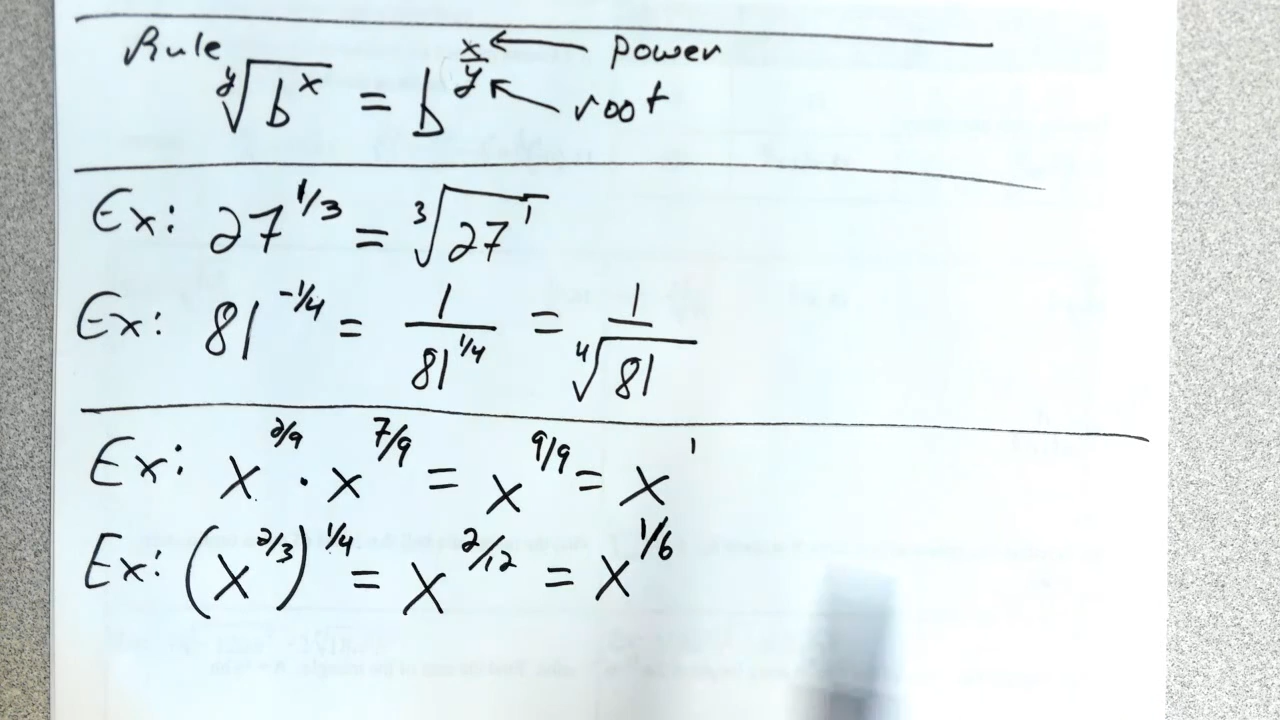 Rule ʸ√(bˣ) = b^(x/y) ← power ← root
Ex: 27^(1/3) = ³√(27¹)
Ex: 81^(-1/4) = 1/81^(1/4) = 1/⁴√81
Ex: x^(2/9) · x^(7/9) = x^(9/9) = x¹
Ex: (x^(2/3))^(1/4) = x^(2/12) = x^(1/6)